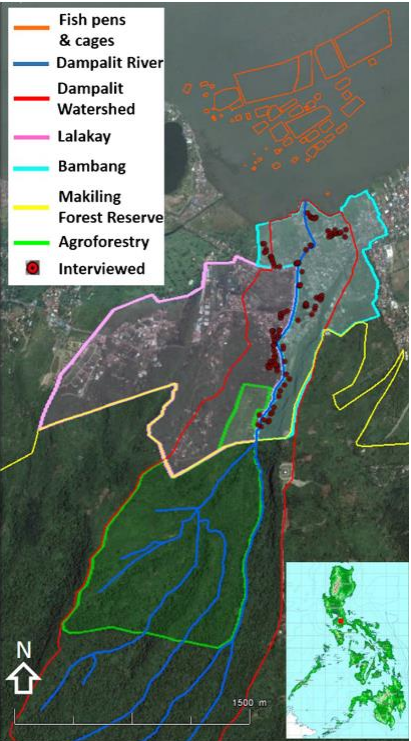 Fish pens
& cages
Dampalit River
Dampalit
Watershed
Lalakay
Bambang
Makiling
Forest Reserve
Agroforestry
Interviewed
N
1500 m